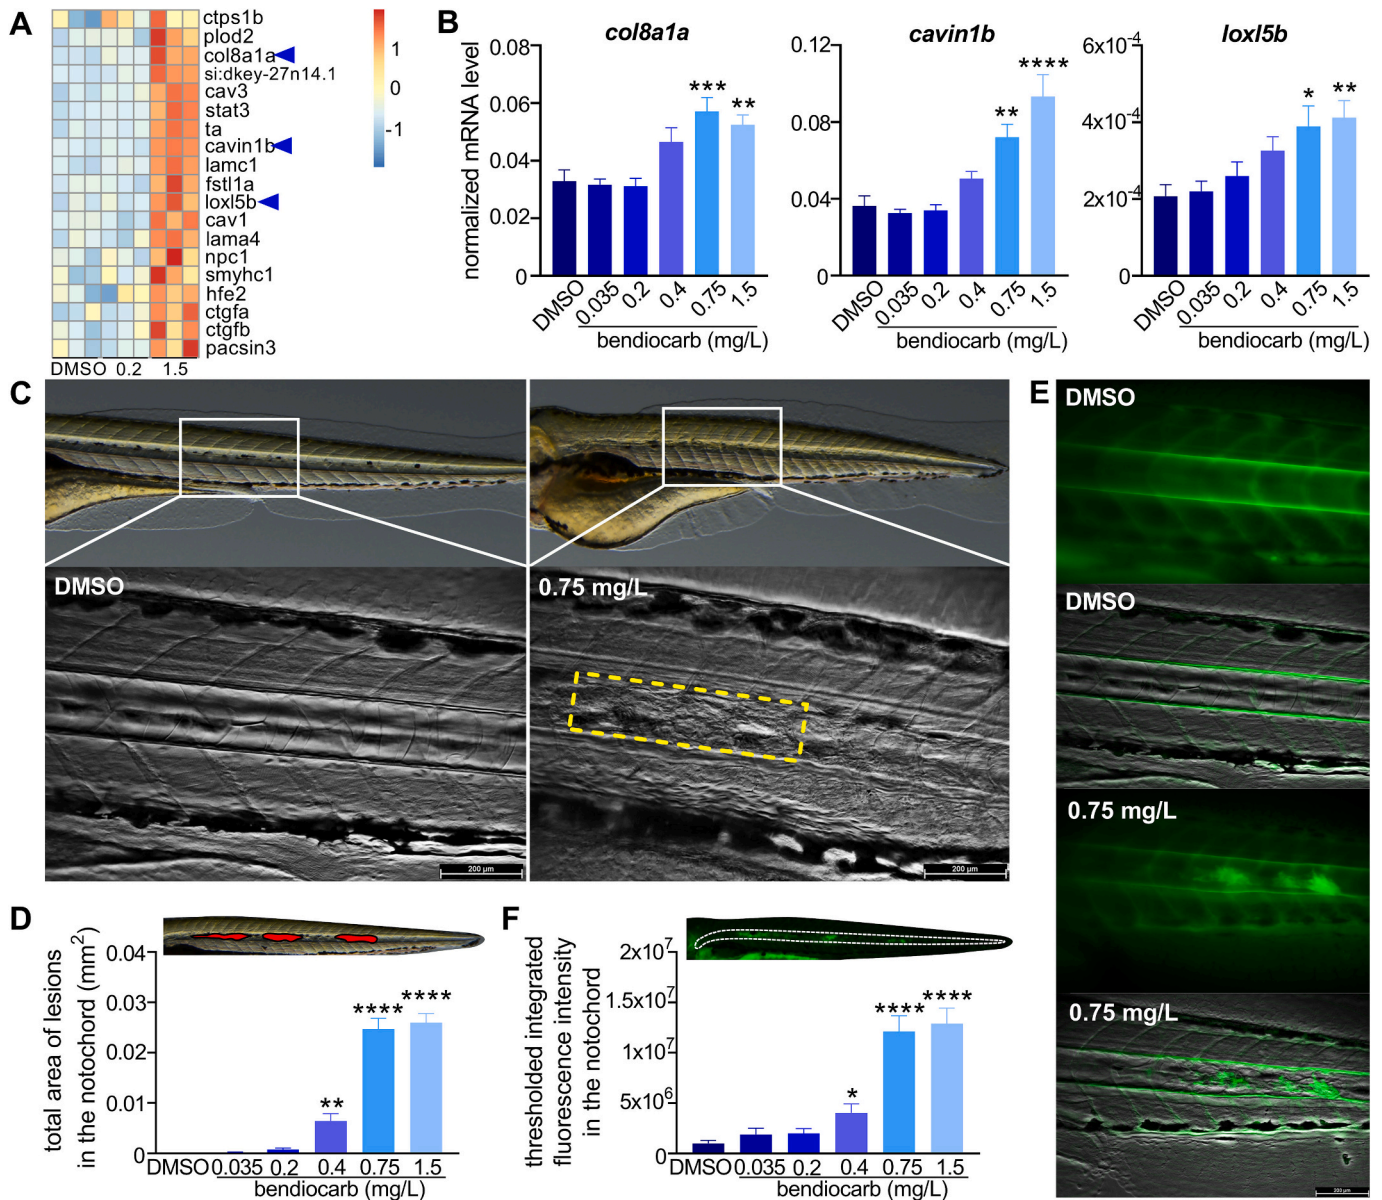 A
ctps1b
plod2
col8a1a
si:dkey-27n14.1
cav3
stat3
ta
cavin1b
lamc1
fstl1a
loxl5b
cav1
lama4
npc1
smyhc1
hfe2
ctgfa
ctgfb
pacsin3
DMSO 0.2 1.5
1
0
-1
B
normalized mRNA level
col8a1a
0.08
0.06
0.04
0.02
0
*** **
DMSO 0.035 0.2 0.4 0.75 1.5
bendiocarb (mg/L)
cavin1b
0.12
0.08
0.04
0
** ****
DMSO 0.035 0.2 0.4 0.75 1.5
bendiocarb (mg/L)
loxl5b
6x10⁻⁴
4x10⁻⁴
2x10⁻⁴
0
* **
DMSO 0.035 0.2 0.4 0.75 1.5
bendiocarb (mg/L)
C
DMSO
200 µm
0.75 mg/L
200 µm
D
total area of lesions
in the notochord (mm²)
0.04
0.03
0.02
0.01
0
** **** ****
DMSO 0.035 0.2 0.4 0.75 1.5
bendiocarb (mg/L)
F
thresholded integrated
fluorescence intensity
in the notochord
2x10⁷
1.5x10⁷
1x10⁷
5x10⁶
0
* **** ****
DMSO 0.035 0.2 0.4 0.75 1.5
bendiocarb (mg/L)
E
DMSO
DMSO
0.75 mg/L
0.75 mg/L
200 µm